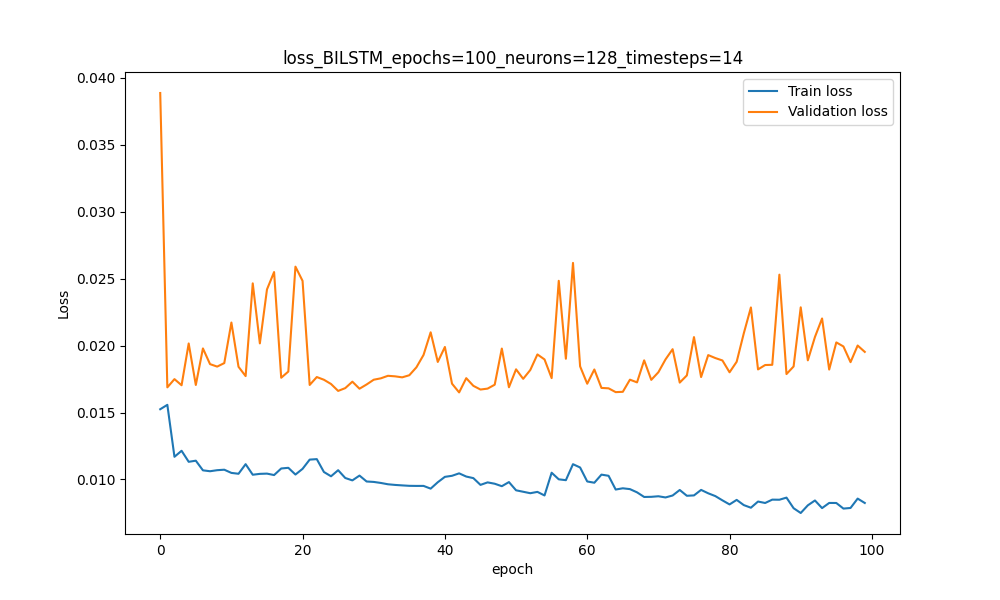 loss_BILSTM_epochs=100_neurons=128_timesteps=14
Train loss
Validation loss
0.040
0.035
0.030
0.025
0.020
0.015
0.010
Loss
0
20
40
60
80
100
epoch